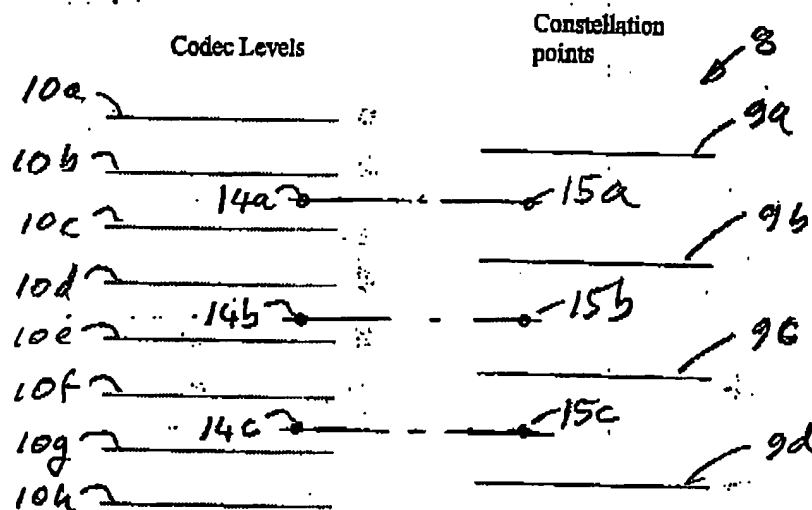 Codec Levels
Constellation
points
8
10a
9a
10b
14a
15a
10c
9b
10d
14b
15b
10e
9c
10f
14c
15c
10g
9d
10h